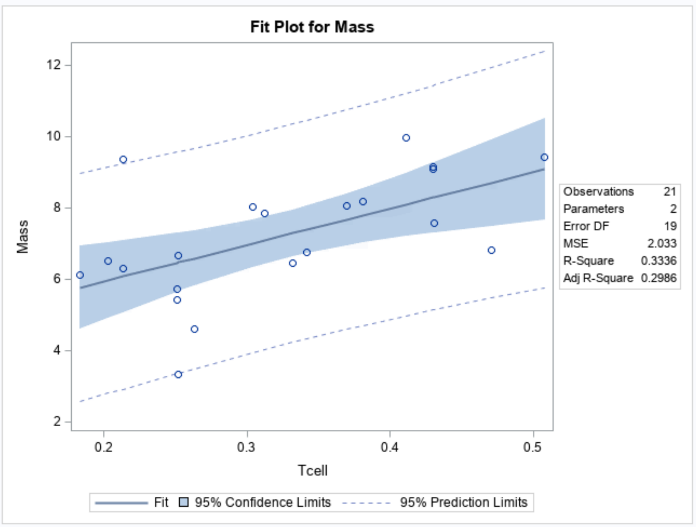 Fit Plot for Mass
12
10
8
6
4
2
Mass
0.2 0.3 0.4 0.5
Tcell
Observations 21
Parameters 2
Error DF 19
MSE 2.033
R-Square 0.3336
Adj R-Square 0.2986
Fit 95% Confidence Limits 95% Prediction Limits